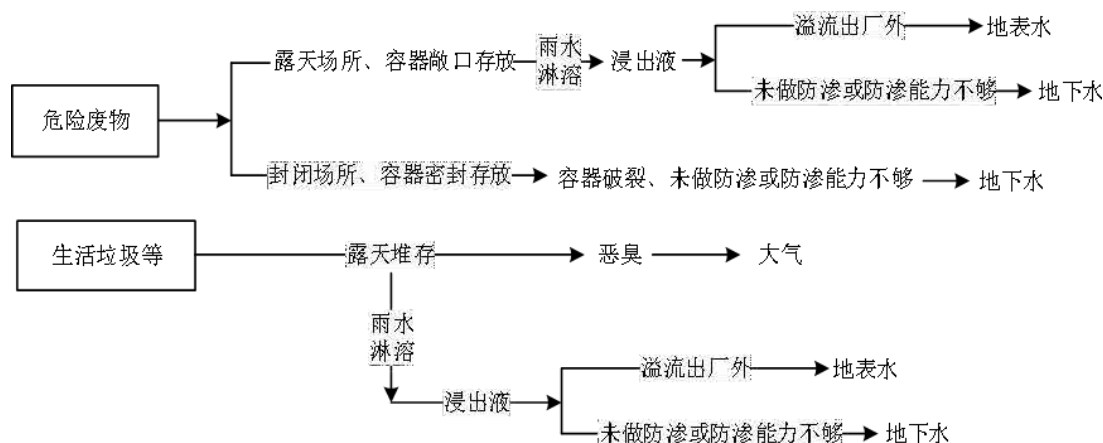 溢流出厂外 地表水
露天场所、容器敞口存放 雨水淋溶 浸出液
未做防渗或防渗能力不够 地下水
危险废物
封闭场所、容器密封存放 容器破裂、未做防渗或防渗能力不够 地下水
生活垃圾等 露天堆存 恶臭 大气
雨水
淋溶
溢流出厂外 地表水
浸出液
未做防渗或防渗能力不够 地下水